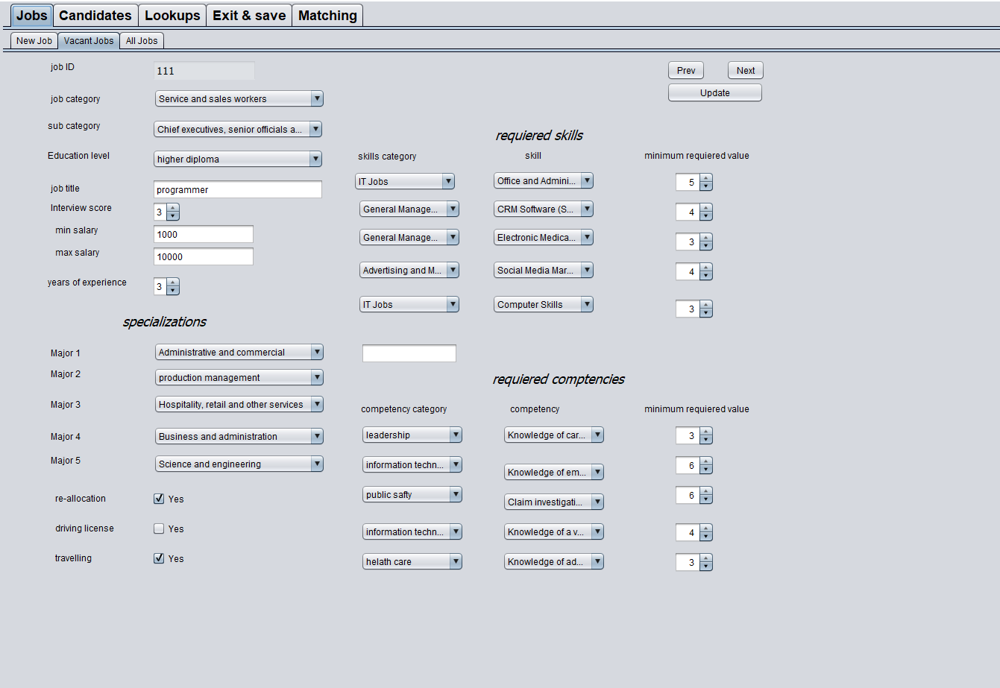 Jobs Candidates Lookups Exit & save Matching
New Job Vacant Jobs All Jobs
job ID 111 Prev Next
Update
job category Service and sales workers
sub category Chief executives, senior officials a...
requiered skills
Education level higher diploma skills category skill minimum requiered value
job title programmer IT Jobs Office and Admini... 5
Interview score 3 General Manage... CRM Software (S... 4
min salary 1000 General Manage... Electronic Medica... 3
max salary 10000 Advertising and M... Social Media Mar... 4
years of experience 3 IT Jobs Computer Skills 3
specializations
Major 1 Administrative and commercial
Major 2 production management
requiered comptencies
Major 3 Hospitality, retail and other services competency category competency minimum requiered value
Major 4 Business and administration leadership Knowledge of car... 3
Major 5 Science and engineering information techn... Knowledge of em... 6
re-allocation Yes public safty Claim investigati... 6
driving license Yes information techn... Knowledge of a v... 4
travelling Yes helath care Knowledge of ad... 3